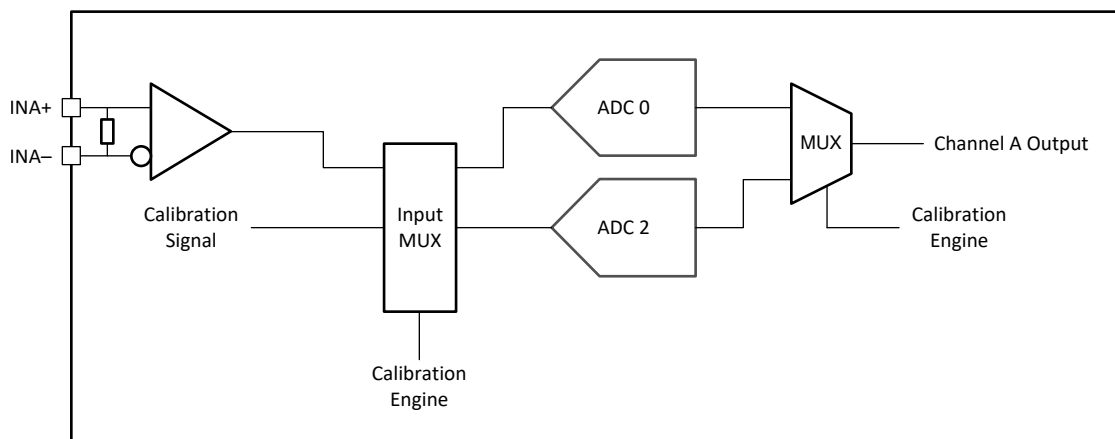 INA+
INA–
ADC 0
MUX
Channel A Output
Calibration
Signal
Input
MUX
ADC 2
Calibration
Engine
Calibration
Engine